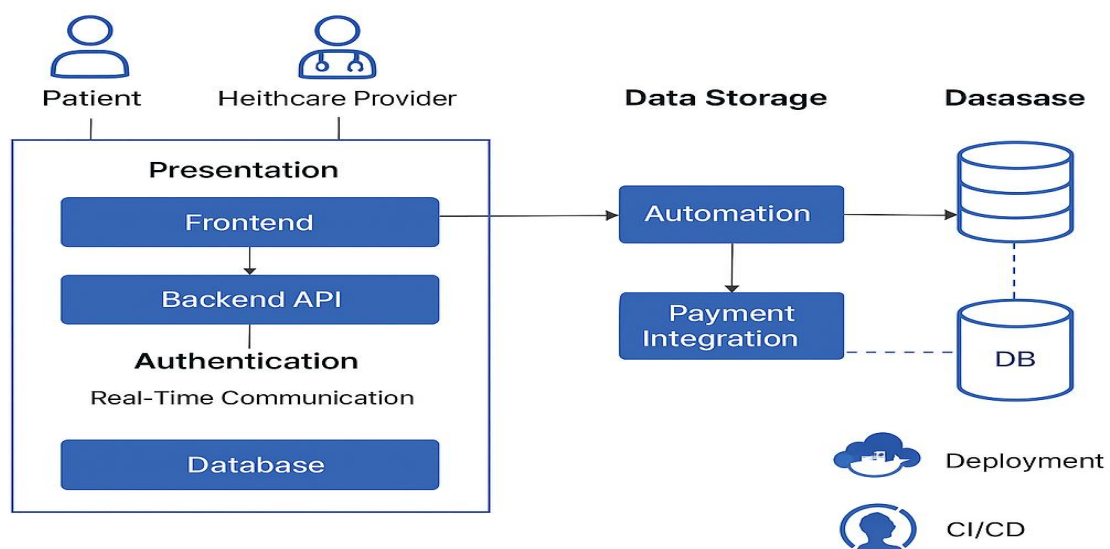 Patient
Heithcare Provider
Data Storage
Dasasase
Presentation
Frontend
Automation
Backend API
Payment
Integration
Authentication
DB
Real-Time Communication
Database
Deployment
CI/CD